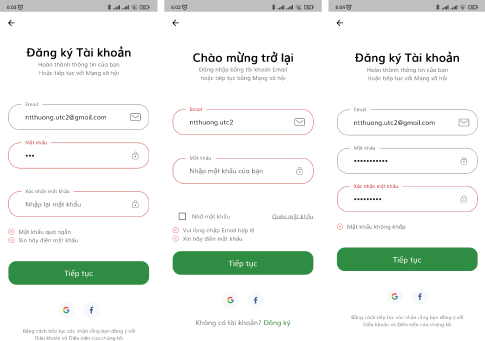 6:03
Đăng ký Tài khoản
Hoàn thành thông tin của bạn
Hoặc tiếp tục với Mạng xã hội
Email
ntthuong.utc2@gmail.com
Mật khẩu
•••
Xác nhận mật khẩu
Nhập lại mật khẩu
Mật khẩu quá ngắn
Xin hãy điền mật khẩu
Tiếp tục
G f
Bằng cách tiếp tục xác nhận rằng bạn đồng ý với
Điều khoản và Điều kiện của chúng tôi
6:02
Chào mừng trở lại
Đăng nhập bằng tài khoản Email
hoặc tiếp tục bằng Mạng xã hội
Email
ntthuong.utc2
Mật khẩu
Nhập mật khẩu của bạn
Nhớ mật khẩu
Quên mật khẩu
Vui lòng nhập Email hợp lệ
Xin hãy điền mật khẩu
Tiếp tục
G f
Không có tài khoản? Đăng ký
6:04
Đăng ký Tài khoản
Hoàn thành thông tin của bạn
Hoặc tiếp tục với Mạng xã hội
Email
ntthuong.utc2@gmail.com
Mật khẩu
•••••••••••
Xác nhận mật khẩu
•••••••••
Mật khẩu không khớp
Tiếp tục
G f
Bằng cách tiếp tục xác nhận rằng bạn đồng ý với
Điều khoản và Điều kiện của chúng tôi